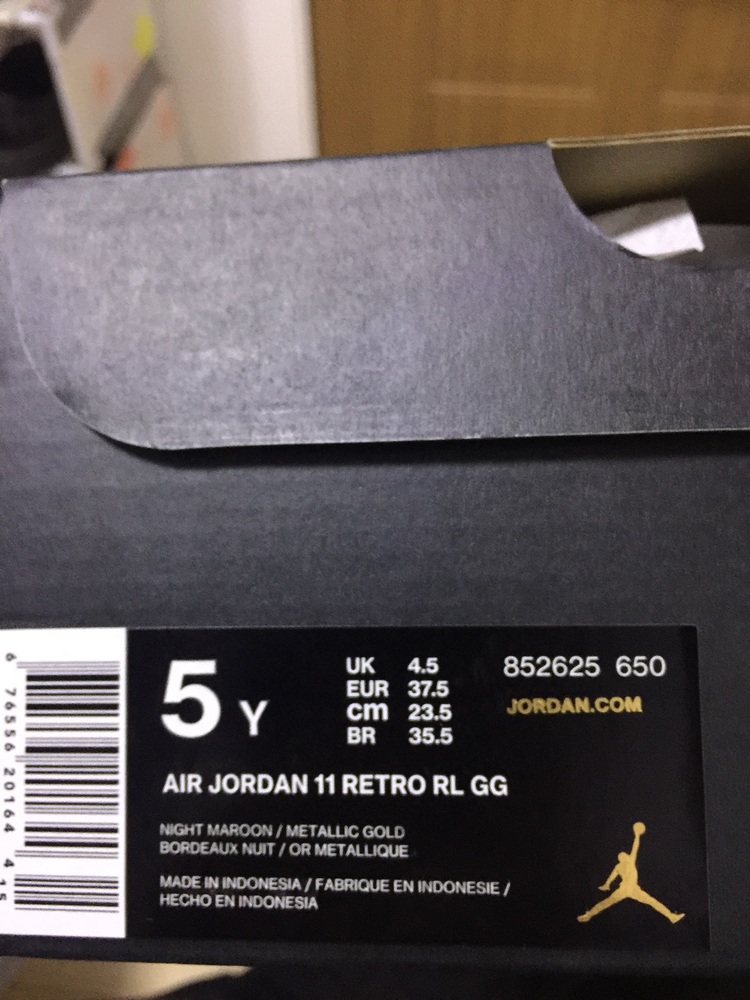 5 Y
UK 4.5
EUR 37.5
cm 23.5
BR 35.5
852625 650
JORDAN.COM
AIR JORDAN 11 RETRO RL GG
NIGHT MAROON / METALLIC GOLD
BORDEAUX NUIT / OR METALLIQUE
MADE IN INDONESIA / FABRIQUE EN INDONESIE /
HECHO EN INDONESIA
6 76556 20164 4 15